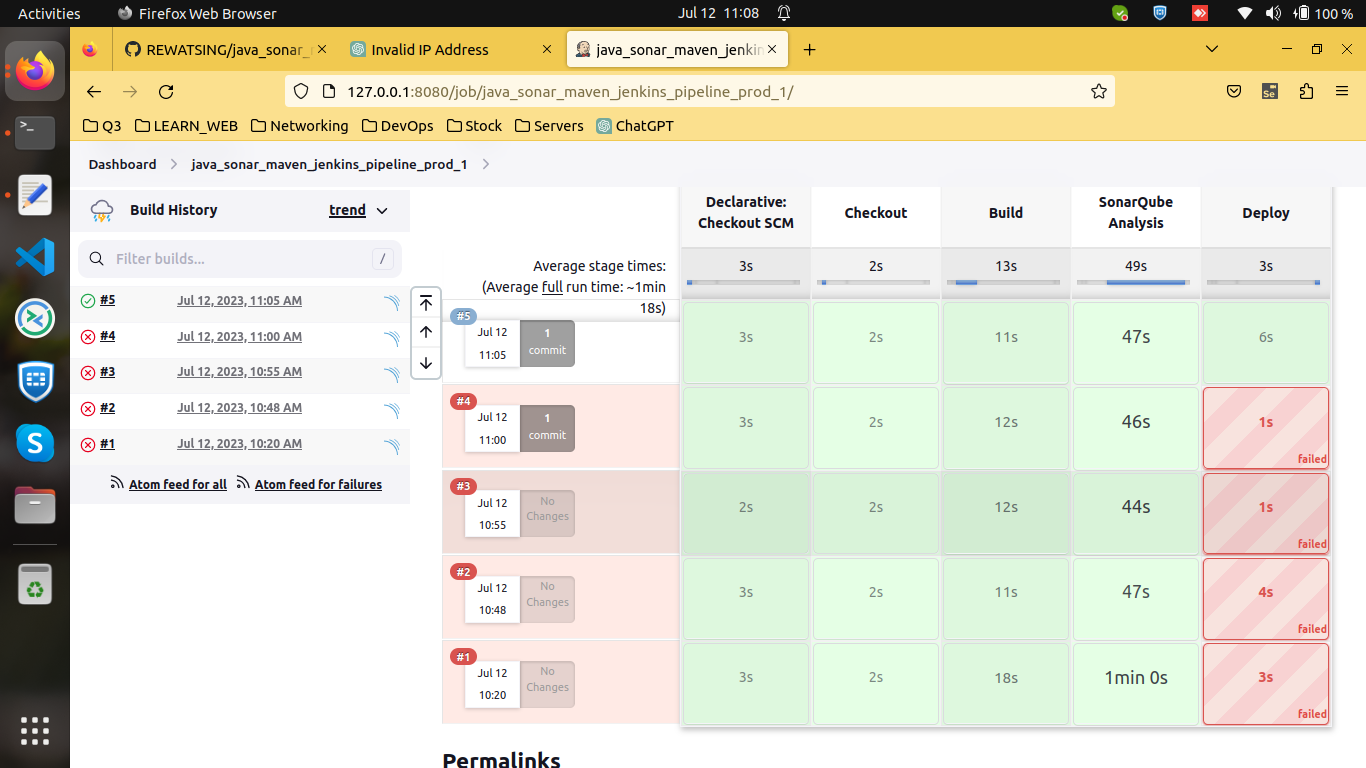 Activities
Firefox Web Browser
Jul 12 11:08
100 %
REWATSING/java_sonar_
Invalid IP Address
java_sonar_maven_jenkin
127.0.0.1:8080/job/java_sonar_maven_jenkins_pipeline_prod_1/
Se
Q3
LEARN_WEB
Networking
DevOps
Stock
Servers
ChatGPT
Dashboard
java_sonar_maven_jenkins_pipeline_prod_1
Build History
trend
Filter builds...
/
#5 Jul 12, 2023, 11:05 AM
#4 Jul 12, 2023, 11:00 AM
#3 Jul 12, 2023, 10:55 AM
#2 Jul 12, 2023, 10:48 AM
#1 Jul 12, 2023, 10:20 AM
Atom feed for all
Atom feed for failures
Declarative:
Checkout SCM
Checkout
Build
SonarQube
Analysis
Deploy
Average stage times:
(Average full run time: ~1min
18s)
3s 2s 13s 49s 3s
#5
Jul 12
11:05
1
commit
3s 2s 11s 47s 6s
#4
Jul 12
11:00
1
commit
3s 2s 12s 46s 1s
failed
#3
Jul 12
10:55
No
Changes
2s 2s 12s 44s 1s
failed
#2
Jul 12
10:48
No
Changes
3s 2s 11s 47s 4s
failed
#1
Jul 12
10:20
No
Changes
3s 2s 18s 1min 0s 3s
failed
Permalinks